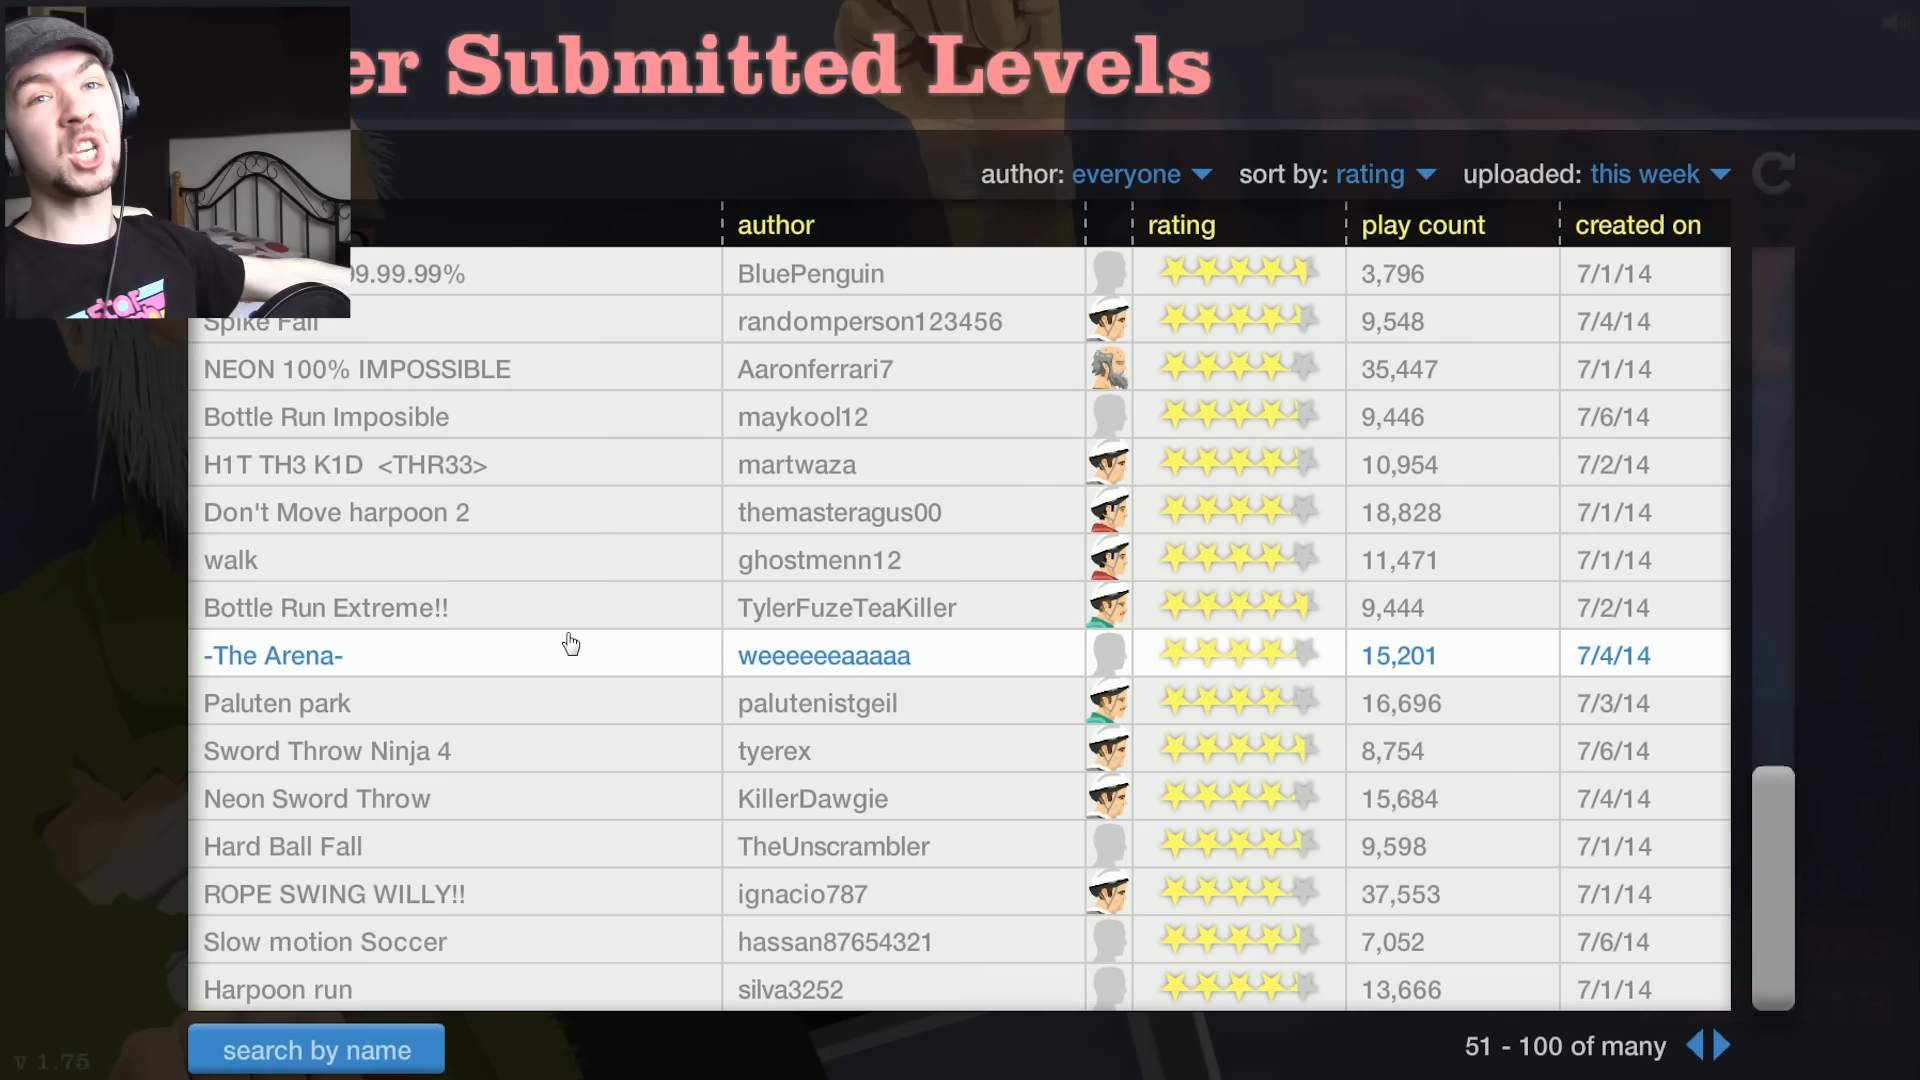 er Submitted Levels
author: everyone sort by: rating uploaded: this week
author rating play count created on
99.99.99% BluePenguin 3,796 7/1/14
Spike Fall randomperson123456 9,548 7/4/14
NEON 100% IMPOSSIBLE Aaronferrari7 35,447 7/1/14
Bottle Run Imposible maykool12 9,446 7/6/14
H1T TH3 K1D <THR33> martwaza 10,954 7/2/14
Don't Move harpoon 2 themasteragus00 18,828 7/1/14
walk ghostmenn12 11,471 7/1/14
Bottle Run Extreme!! TylerFuzeTeaKiller 9,444 7/2/14
-The Arena- weeeeeeaaaaa 15,201 7/4/14
Paluten park palutenistgeil 16,696 7/3/14
Sword Throw Ninja 4 tyerex 8,754 7/6/14
Neon Sword Throw KillerDawgie 15,684 7/4/14
Hard Ball Fall TheUnscrambler 9,598 7/1/14
ROPE SWING WILLY!! ignacio787 37,553 7/1/14
Slow motion Soccer hassan87654321 7,052 7/6/14
Harpoon run silva3252 13,666 7/1/14
search by name 51 - 100 of many
v 1.75